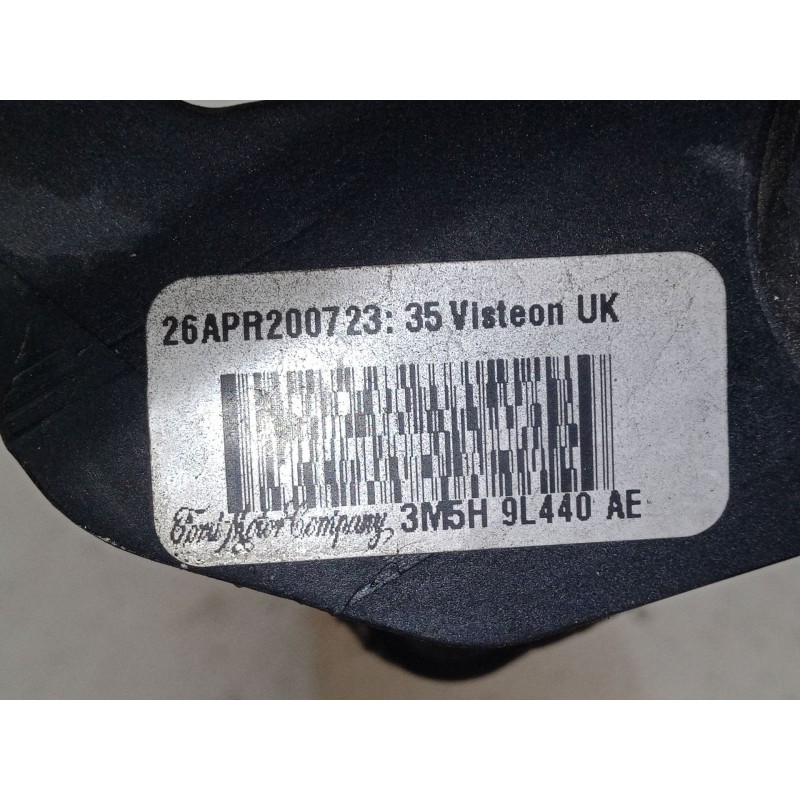 26APR200723:35 Visteon UK
Ford Motor Company 3M5H 9L440 AE